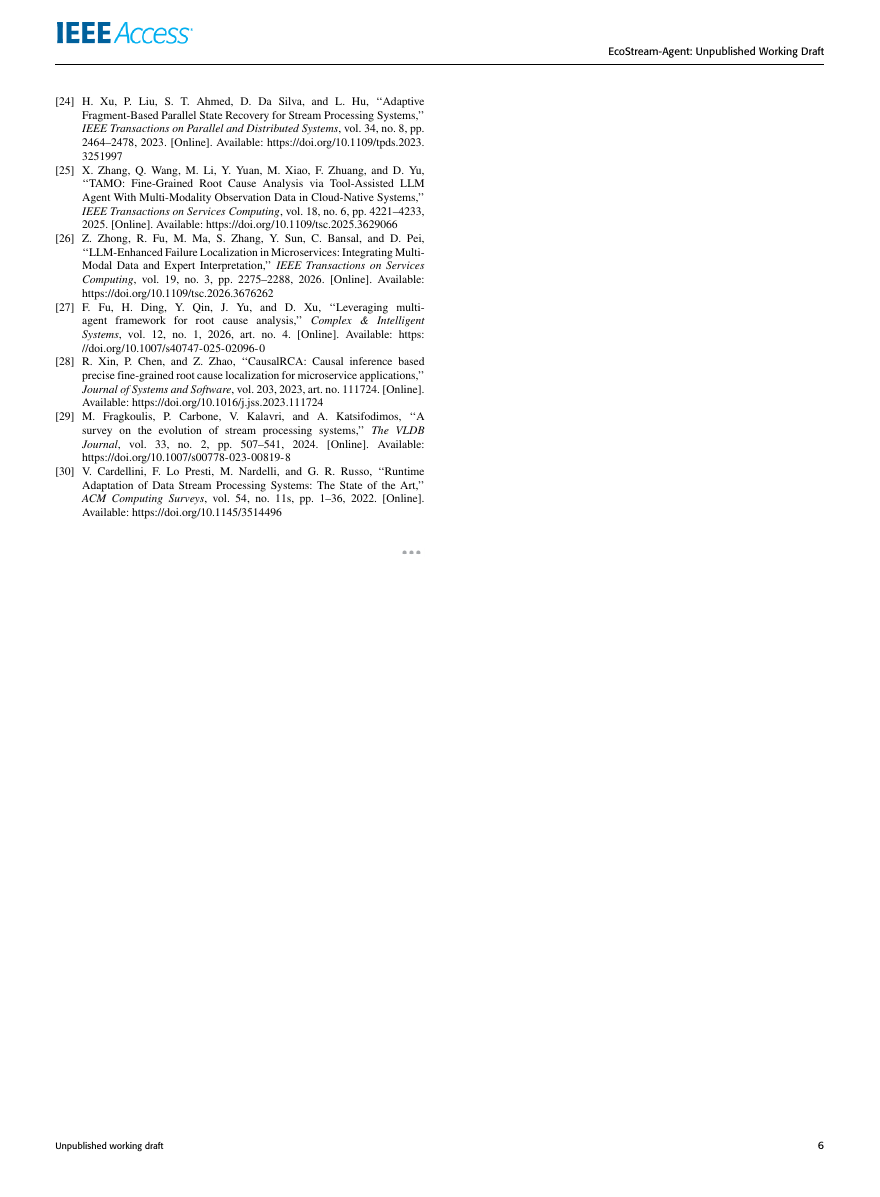 IEEE Access
EcoStream-Agent: Unpublished Working Draft
[24] H. Xu, P. Liu, S. T. Ahmed, D. Da Silva, and L. Hu, ‘‘Adaptive
Fragment-Based Parallel State Recovery for Stream Processing Systems,’’
IEEE Transactions on Parallel and Distributed Systems, vol. 34, no. 8, pp.
2464–2478, 2023. [Online]. Available: https://doi.org/10.1109/tpds.2023.
3251997
[25] X. Zhang, Q. Wang, M. Li, Y. Yuan, M. Xiao, F. Zhuang, and D. Yu,
‘‘TAMO: Fine-Grained Root Cause Analysis via Tool-Assisted LLM
Agent With Multi-Modality Observation Data in Cloud-Native Systems,’’
IEEE Transactions on Services Computing, vol. 18, no. 6, pp. 4221–4233,
2025. [Online]. Available: https://doi.org/10.1109/tsc.2025.3629066
[26] Z. Zhong, R. Fu, M. Ma, S. Zhang, Y. Sun, C. Bansal, and D. Pei,
‘‘LLM-Enhanced Failure Localization in Microservices: Integrating Multi-
Modal Data and Expert Interpretation,’’ IEEE Transactions on Services
Computing, vol. 19, no. 3, pp. 2275–2288, 2026. [Online]. Available:
https://doi.org/10.1109/tsc.2026.3676262
[27] F. Fu, H. Ding, Y. Qin, J. Yu, and D. Xu, ‘‘Leveraging multi-
agent framework for root cause analysis,’’ Complex & Intelligent
Systems, vol. 12, no. 1, 2026, art. no. 4. [Online]. Available: https:
//doi.org/10.1007/s40747-025-02096-0
[28] R. Xin, P. Chen, and Z. Zhao, ‘‘CausalRCA: Causal inference based
precise fine-grained root cause localization for microservice applications,’’
Journal of Systems and Software, vol. 203, 2023, art. no. 111724. [Online].
Available: https://doi.org/10.1016/j.jss.2023.111724
[29] M. Fragkoulis, P. Carbone, V. Kalavri, and A. Katsifodimos, ‘‘A
survey on the evolution of stream processing systems,’’ The VLDB
Journal, vol. 33, no. 2, pp. 507–541, 2024. [Online]. Available:
https://doi.org/10.1007/s00778-023-00819-8
[30] V. Cardellini, F. Lo Presti, M. Nardelli, and G. R. Russo, ‘‘Runtime
Adaptation of Data Stream Processing Systems: The State of the Art,’’
ACM Computing Surveys, vol. 54, no. 11s, pp. 1–36, 2022. [Online].
Available: https://doi.org/10.1145/3514496
•••
Unpublished working draft
6